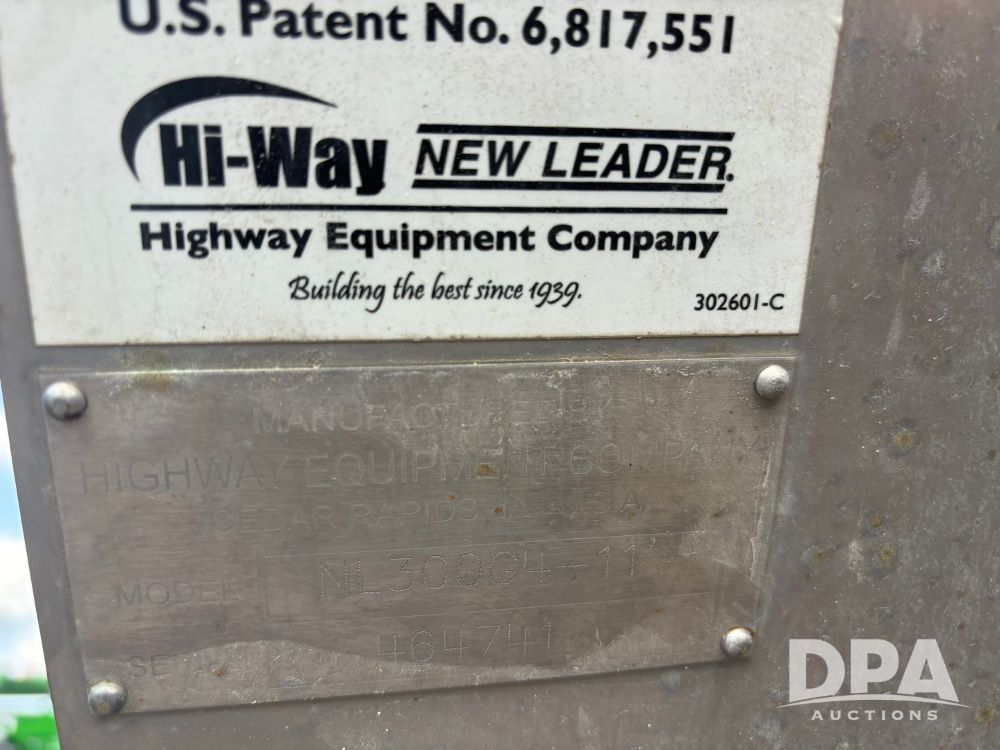 U.S. Patent No. 6,817,551
Hi-Way NEW LEADER.
Highway Equipment Company
Building the best since 1939.
302601-C
MANUFACTURED BY
HIGHWAY EQUIPMENT COMPANY
CEDAR RAPIDS, IA. U.S.A.
MODEL NL300G4-11'
464741
DPA
AUCTIONS